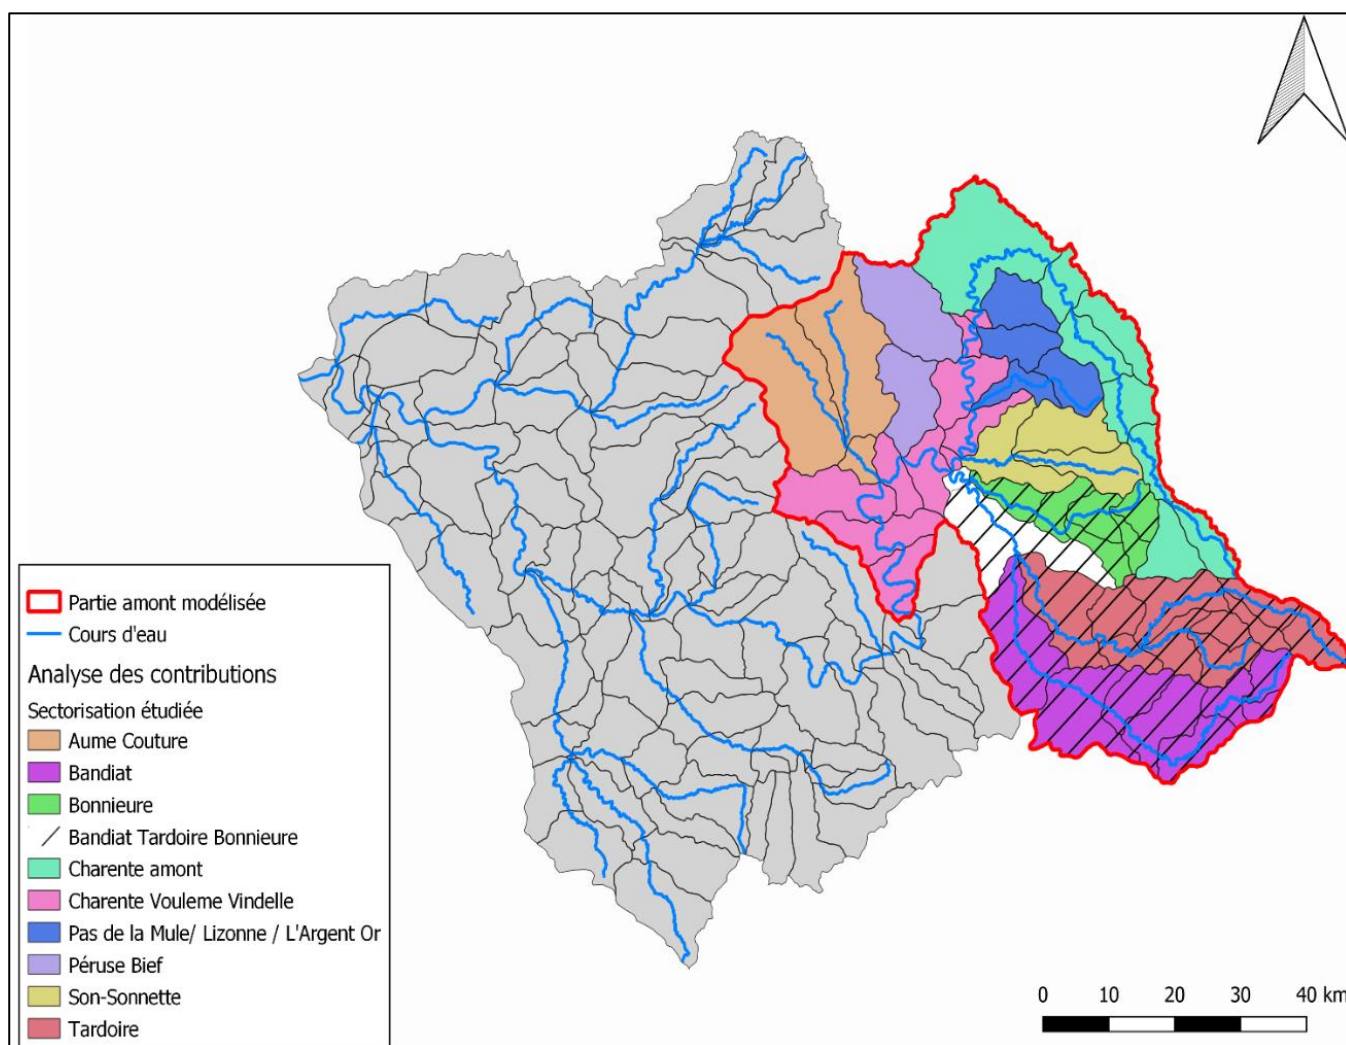 Partie amont modélisée
Cours d'eau
Analyse des contributions
Sectorisation étudiée
Aume Couture
Bandiat
Bonnieure
Bandiat Tardoire Bonnieure
Charente amont
Charente Vouleme Vindelle
Pas de la Mule/ Lizonne / L'Argent Or
Péruse Bief
Son-Sonnette
Tardoire
0 10 20 30 40 km